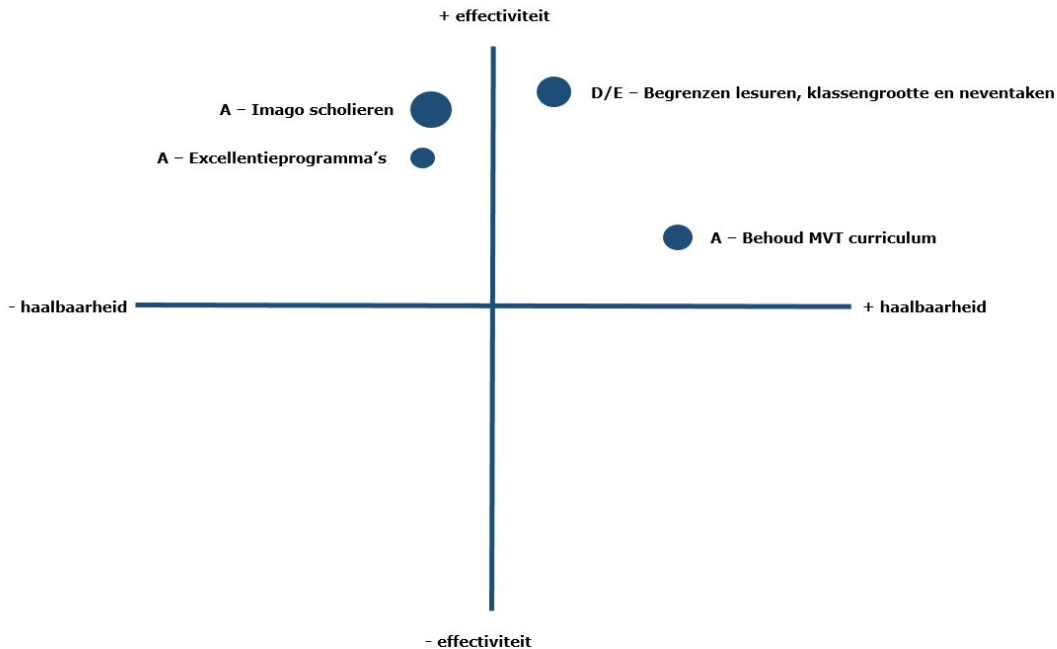 + effectiviteit
D/E – Begrenzen lesuren, klassengrootte en neventaken
A – Imago scholieren
A – Excellentieprogramma’s
A – Behoud MVT curriculum
- haalbaarheid
+ haalbaarheid
- effectiviteit